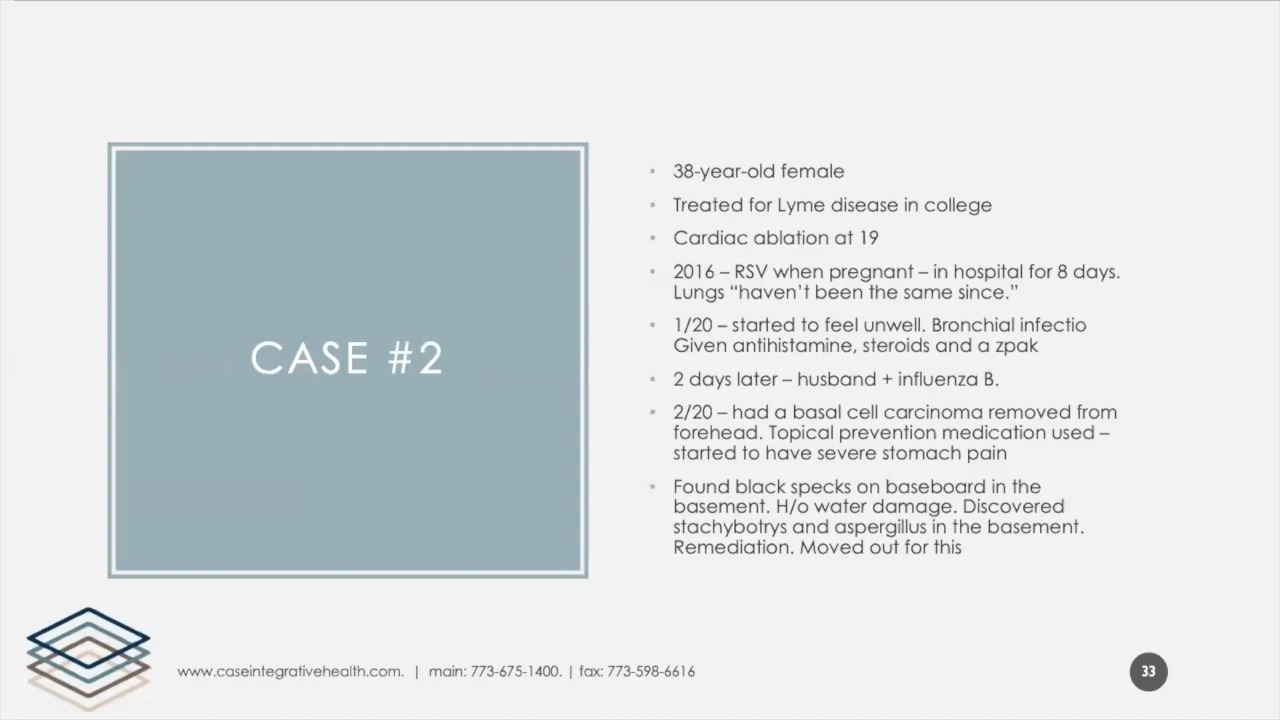 CASE #2
• 38-year-old female
• Treated for Lyme disease in college
• Cardiac ablation at 19
• 2016 – RSV when pregnant – in hospital for 8 days.
Lungs “haven’t been the same since.”
• 1/20 – started to feel unwell. Bronchial infectio
Given antihistamine, steroids and a zpak
• 2 days later – husband + influenza B.
• 2/20 – had a basal cell carcinoma removed from
forehead. Topical prevention medication used –
started to have severe stomach pain
• Found black specks on baseboard in the
basement. H/o water damage. Discovered
stachybotrys and aspergillus in the basement.
Remediation. Moved out for this
www.caseintegrativehealth.com. | main: 773-675-1400. | fax: 773-598-6616
33